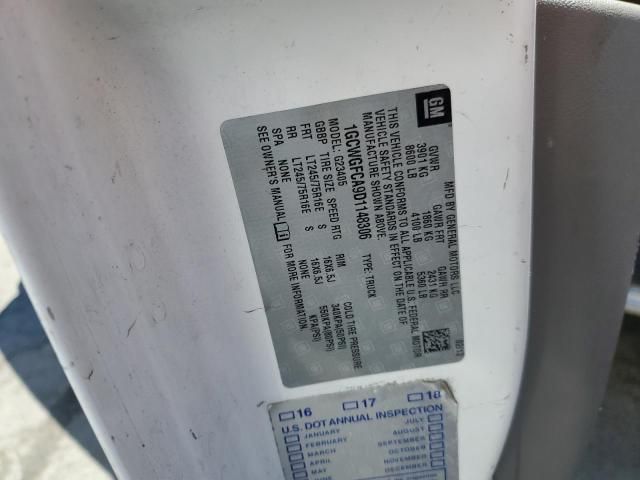 GM
MFD BY GENERAL MOTORS LLC
GVWR GAWR FRT GAWR RR
3901 KG 1860 KG 2431 KG
8600 LB 4100 LB 5360 LB
THIS VEHICLE CONFORMS TO ALL APPLICABLE U.S. FEDERAL MOTOR
VEHICLE SAFETY STANDARDS IN EFFECT ON THE DATE OF
MANUFACTURE SHOWN ABOVE.
1GCWGFCA9D1148306 TYPE: TRUCK
MODEL: G23405
GBBP TIRE SIZE SPEED RTG RIM COLD TIRE PRESSURE
FRT LT245/75R16E S 16X6.5J 340KPA(50PSI)
RR LT245/75R16E S 16X6.5J 550KPA(80PSI)
SPA NONE NONE KPA(PSI)
SEE OWNER'S MANUAL FOR MORE INFORMATION.
16 17 18
U.S. DOT ANNUAL INSPECTION
JANUARY JULY
FEBRUARY AUGUST
MARCH SEPTEMBER
APRIL OCTOBER
MAY NOVEMBER
JUNE DECEMBER